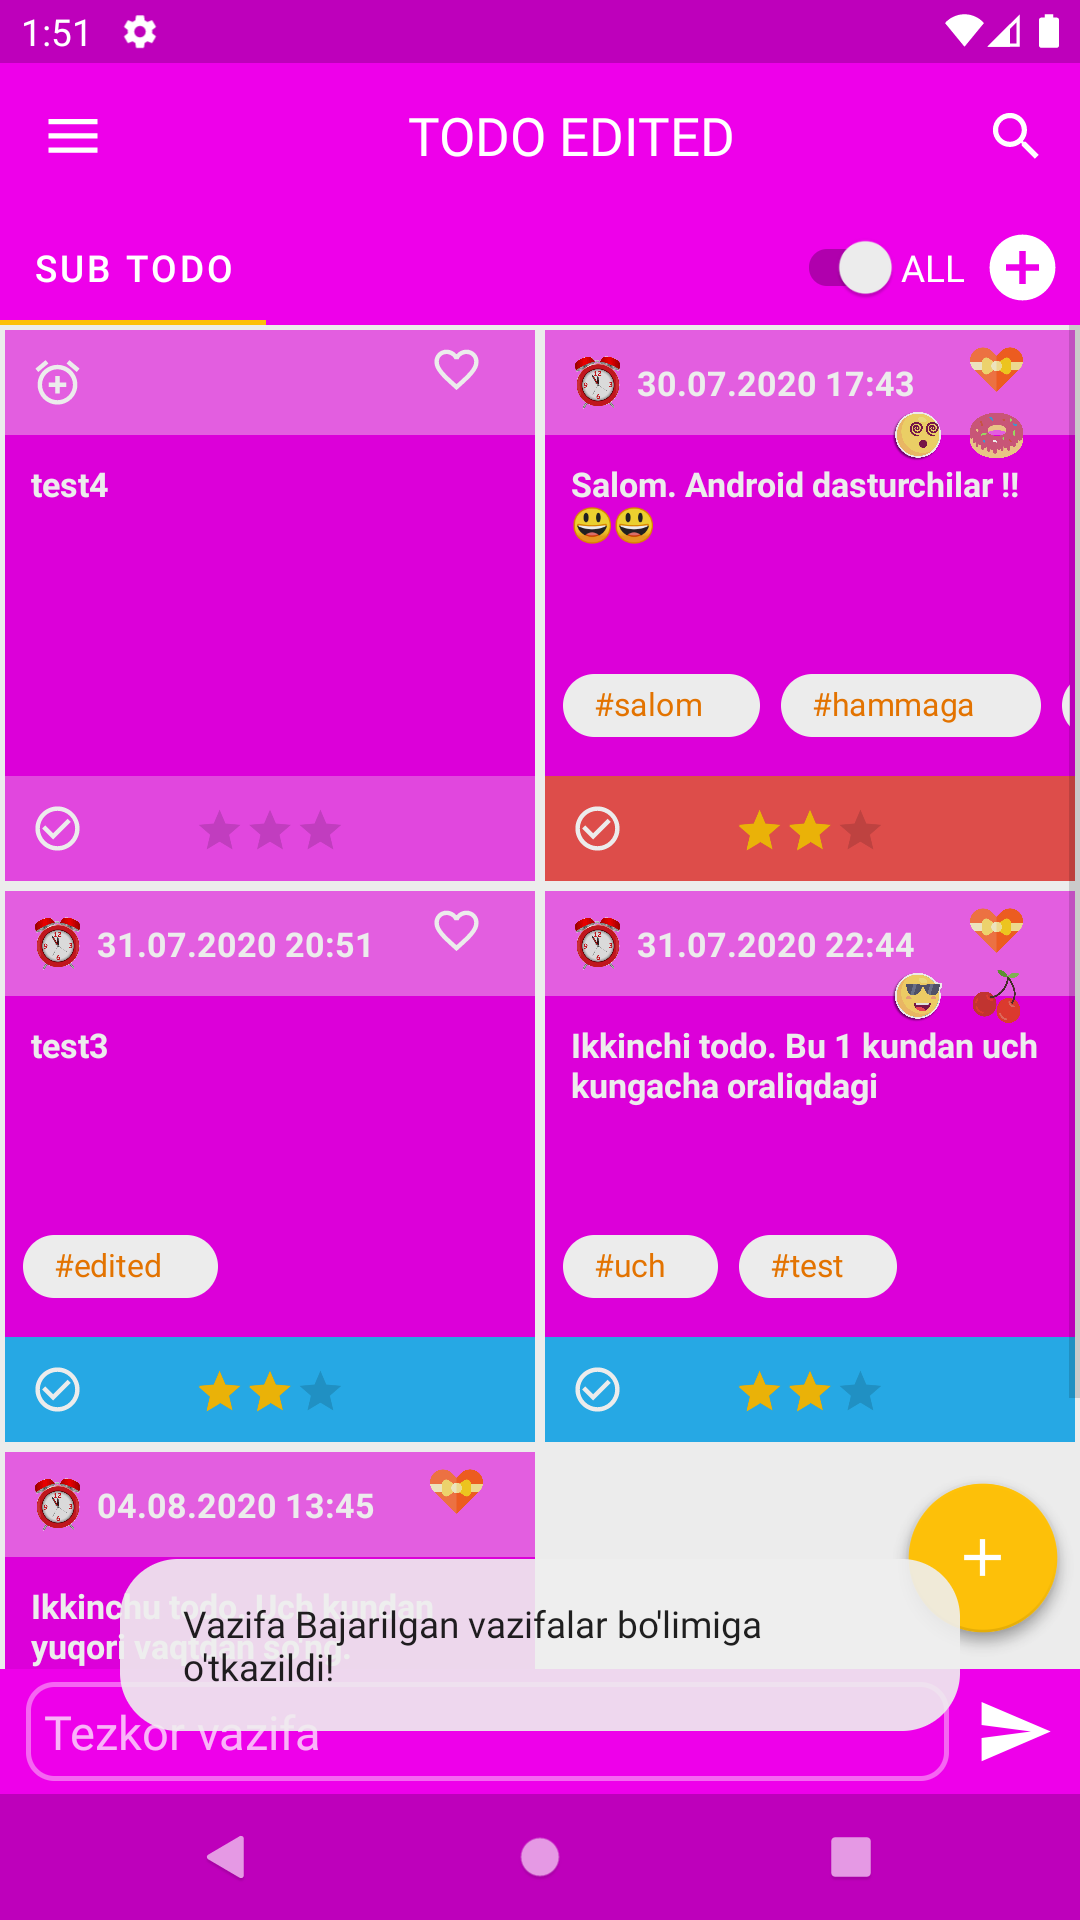 1:51
TODO EDITED
SUB TODO
ALL
test4
30.07.2020 17:43
Salom. Android dasturchilar !!
😃😃
#salom
#hammaga
31.07.2020 20:51
test3
#edited
31.07.2020 22:44
Ikkinchi todo. Bu 1 kundan uch
kungacha oraliqdagi
#uch
#test
04.08.2020 13:45
Ikkinchu todo. Uch kundan
yuqori vaqtdan so'ng.
Vazifa Bajarilgan vazifalar bo'limiga
o'tkazildi!
Tezkor vazifa